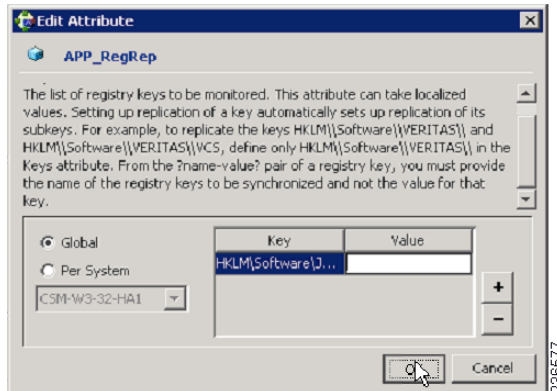 Edit Attribute
APP_RegRep
The list of registry keys to be monitored. This attribute can take localized
values. Setting up replication of a key automatically sets up replication of its
subkeys. For example, to replicate the keys HKLM\\Software\\VERITAS\\ and
HKLM\\Software\\VERITAS\\VCS, define only HKLM\\Software\\VERITAS\\ in the
Keys attribute. From the ?name-value? pair of a registry key, you must provide
the name of the registry keys to be synchronized and not the value for that
key.
Global
Per System
CSM-W3-32-HA1
Key Value
HKLM\Software\J...
+
-
OK Cancel